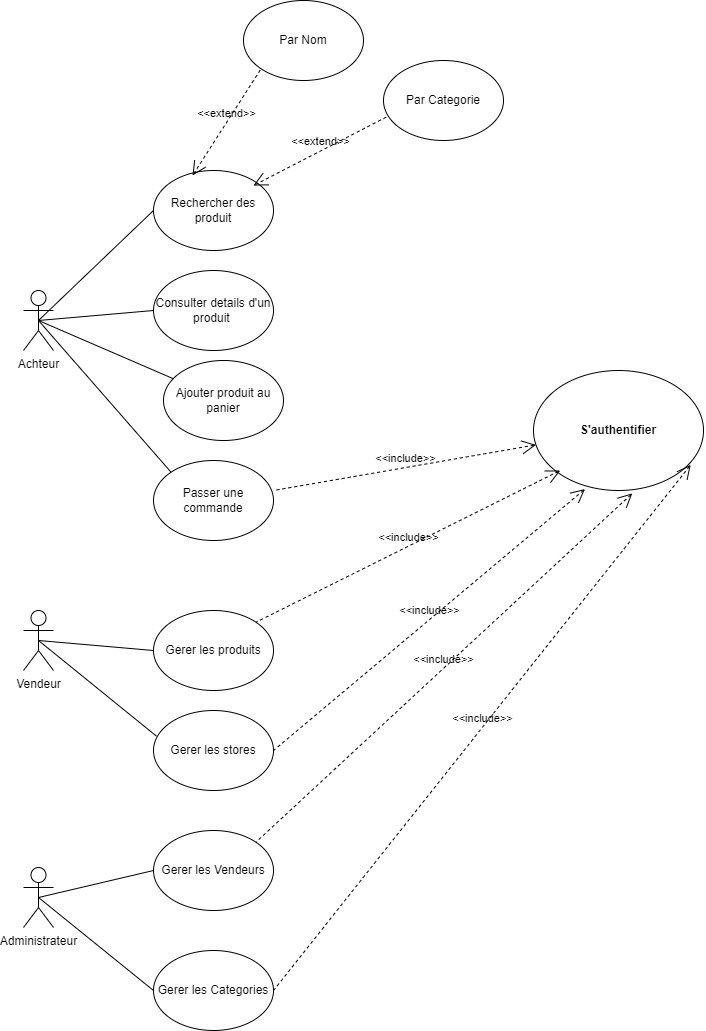 Par Nom
Par Categorie
<<extend>>
<<extend>>
Rechercher des
produit
Consulter details d'un
produit
Achteur
Ajouter produit au
panier
S'authentifier
<<include>>
Passer une
commande
<<include>>
<<include>>
Gerer les produits
<<include>>
Vendeur
<<include>>
Gerer les stores
Gerer les Vendeurs
Administrateur
Gerer les Categories